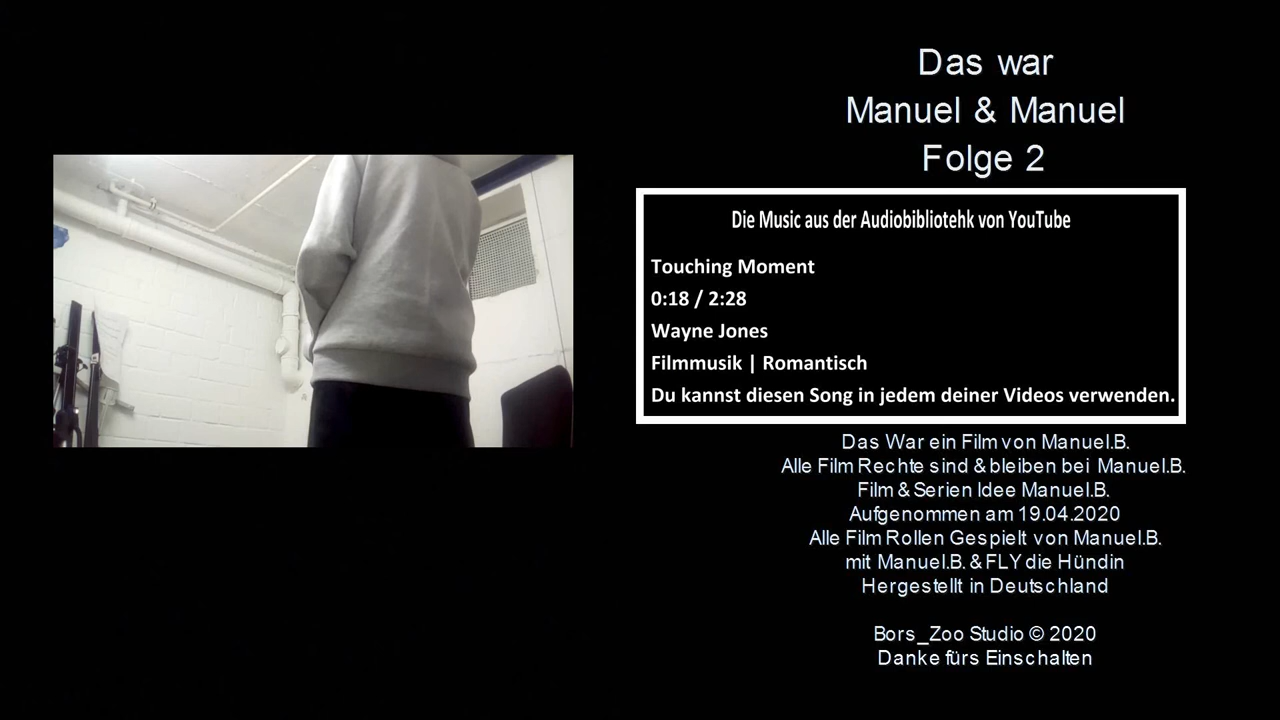 Das war
Manuel & Manuel
Folge 2
Die Music aus der Audiobibliotehk von YouTube
Touching Moment
0:18 / 2:28
Wayne Jones
Filmmusik | Romantisch
Du kannst diesen Song in jedem deiner Videos verwenden.
Das War ein Film von Manuel.B.
Alle Film Rechte sind & bleiben bei Manuel.B.
Film & Serien Idee Manuel.B.
Aufgenommen am 19.04.2020
Alle Film Rollen Gespielt von Manuel.B.
mit Manuel.B. & FLY die Hündin
Hergestellt in Deutschland
Bors_Zoo Studio © 2020
Danke fürs Einschalten